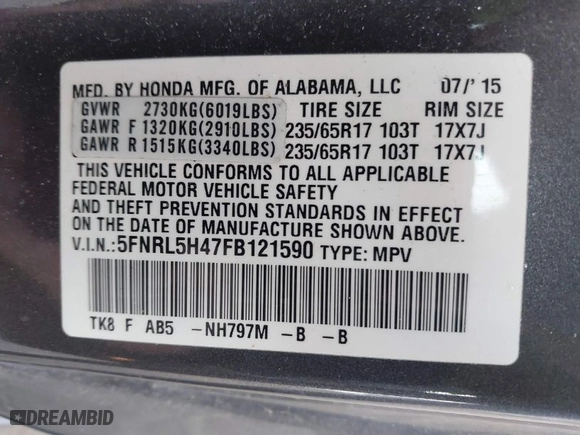 MFD. BY HONDA MFG. OF ALABAMA, LLC 07/'15
GVWR 2730KG(6019LBS) TIRE SIZE RIM SIZE
GAWR F 1320KG(2910LBS) 235/65R17 103T 17X7J
GAWR R 1515KG(3340LBS) 235/65R17 103T 17X7J
THIS VEHICLE CONFORMS TO ALL APPLICABLE
FEDERAL MOTOR VEHICLE SAFETY
AND THEFT PREVENTION STANDARDS IN EFFECT
ON THE DATE OF MANUFACTURE SHOWN ABOVE.
V.I.N.:5FNRL5H47FB121590 TYPE: MPV
TK8 F AB5 -NH797M -B -B
DREAMBID